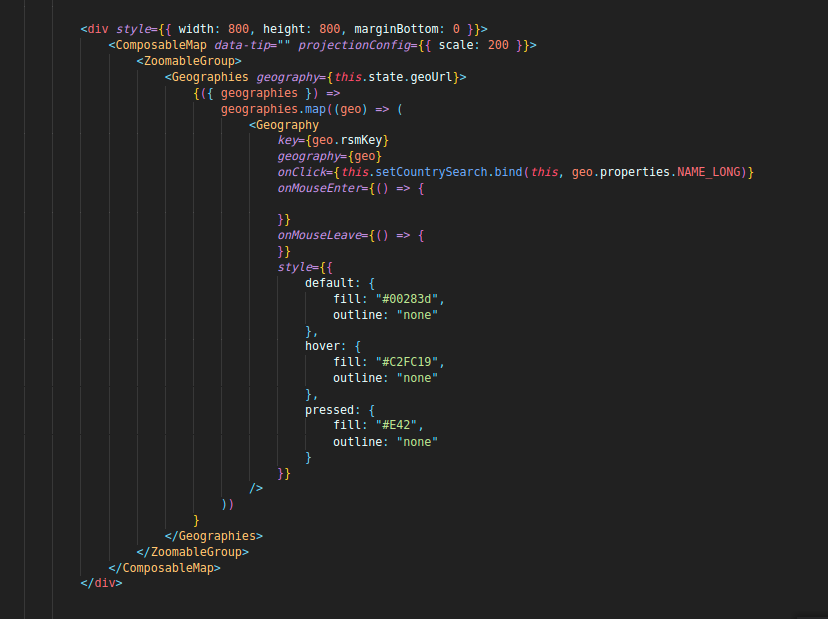 <div style={{ width: 800, height: 800, marginBottom: 0 }}>
<ComposableMap data-tip="" projectionConfig={{ scale: 200 }}>
<ZoomableGroup>
<Geographies geography={this.state.geoUrl}>
{({ geographies }) =>
geographies.map((geo) => (
<Geography
key={geo.rsmKey}
geography={geo}
onClick={this.setCountrySearch.bind(this, geo.properties.NAME_LONG)}
onMouseEnter={() => {
}}
onMouseLeave={() => {
}}
style={{
default: {
fill: "#00283d",
outline: "none"
},
hover: {
fill: "#C2FC19",
outline: "none"
},
pressed: {
fill: "#E42",
outline: "none"
}
}}
/>
))
}
</Geographies>
</ZoomableGroup>
</ComposableMap>
</div>